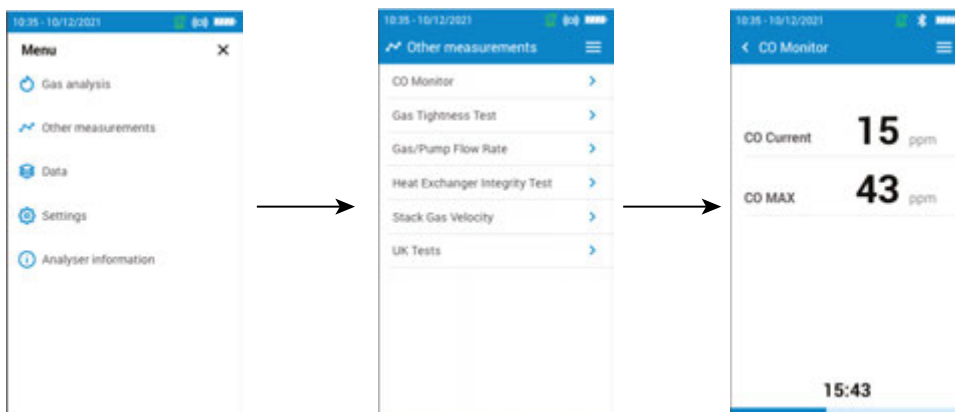 10:35 - 10/12/2021
Menu
Gas analysis
Other measurements
Data
Settings
Analyser information
10:35 - 10/12/2021
Other measurements
CO Monitor
Gas Tightness Test
Gas/Pump Flow Rate
Heat Exchanger Integrity Test
Stack Gas Velocity
UK Tests
10:35 - 10/12/2021
CO Monitor
CO Current 15 ppm
CO MAX 43 ppm
15:43